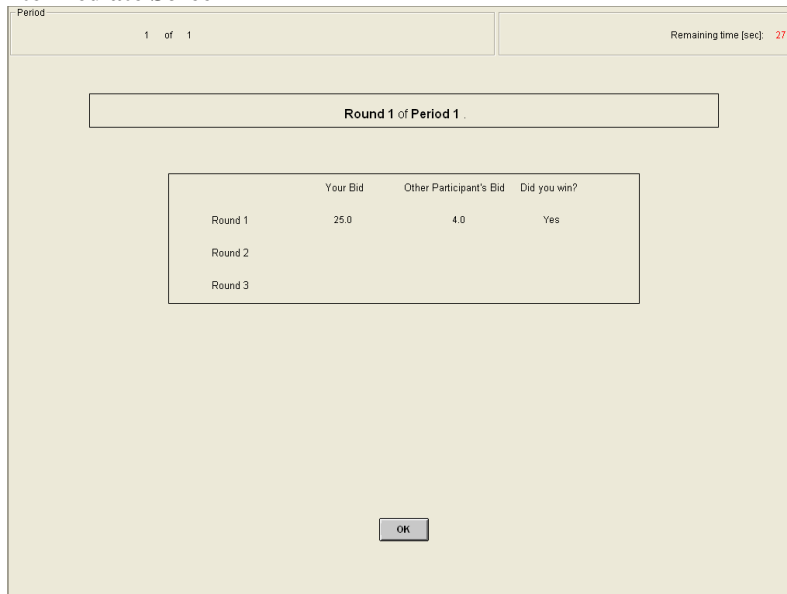 Period
1 of 1
Remaining time [sec]: 27
Round 1 of Period 1 .
Your Bid Other Participant's Bid Did you win?
Round 1 25.0 4.0 Yes
Round 2
Round 3
OK